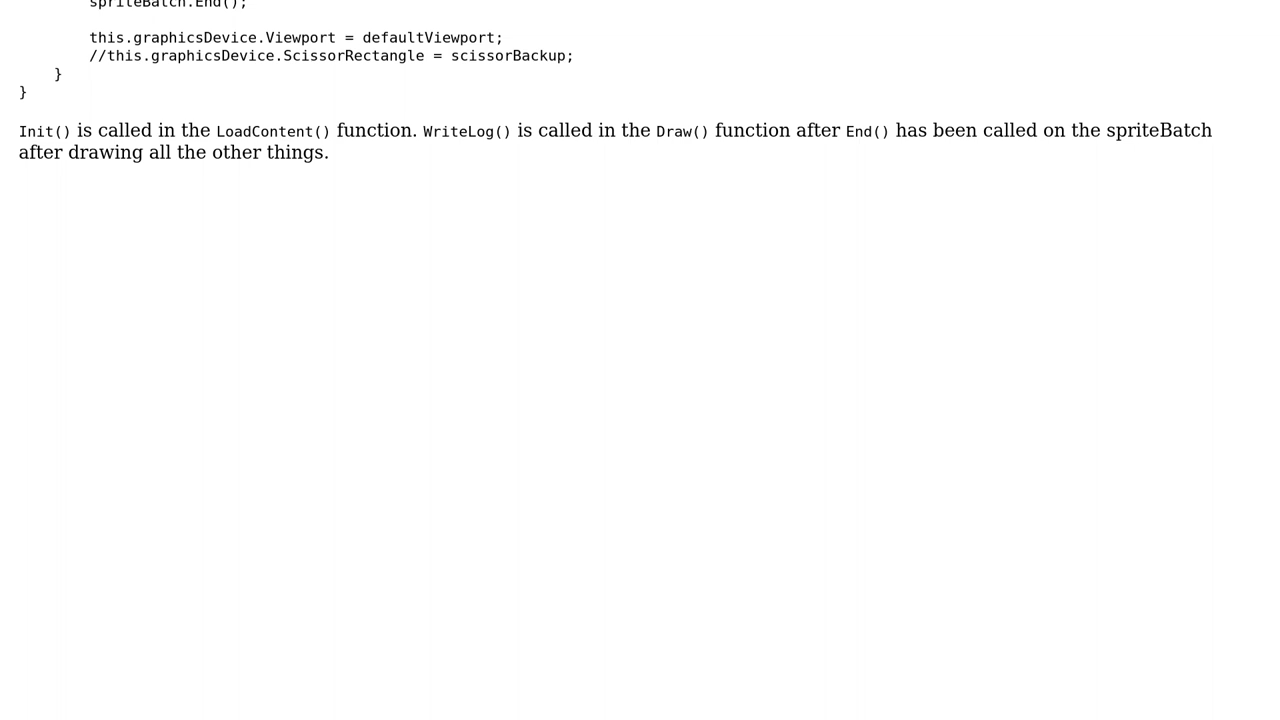 spriteBatch.End();
this.graphicsDevice.Viewport = defaultViewport;
//this.graphicsDevice.ScissorRectangle = scissorBackup;
}
}
Init() is called in the LoadContent() function. WriteLog() is called in the Draw() function after End() has been called on the spriteBatch
after drawing all the other things.